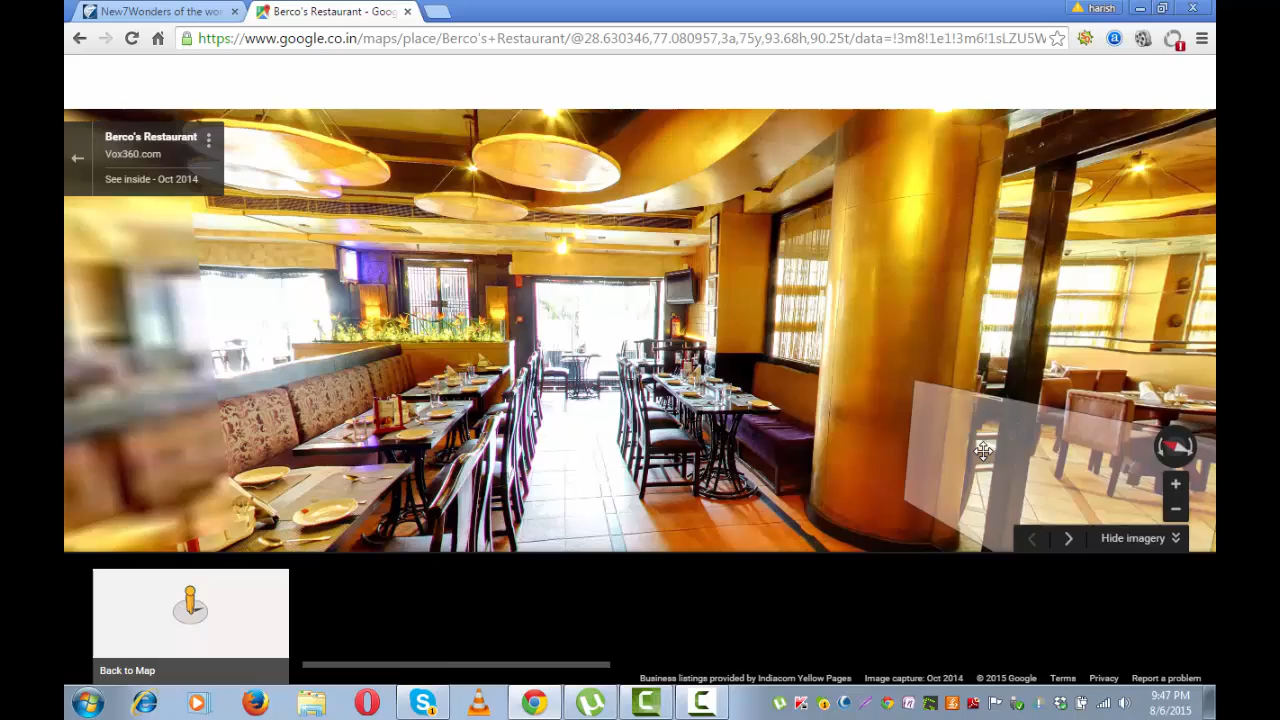 New7Wonders of the wor
Berco's Restaurant - Goog
harish
https://www.google.co.in/maps/place/Berco's+Restaurant/@28.630346,77.080957,3a,75y,93.68h,90.25t/data=!3m8!1e1!3m6!1sLZU5W
Berco's Restaurant
Vox360.com
See inside - Oct 2014
Hide imagery
Back to Map
Business listings provided by Indiacom Yellow Pages
Image capture: Oct 2014
© 2015 Google
Terms
Privacy
Report a problem
9:47 PM
8/6/2015